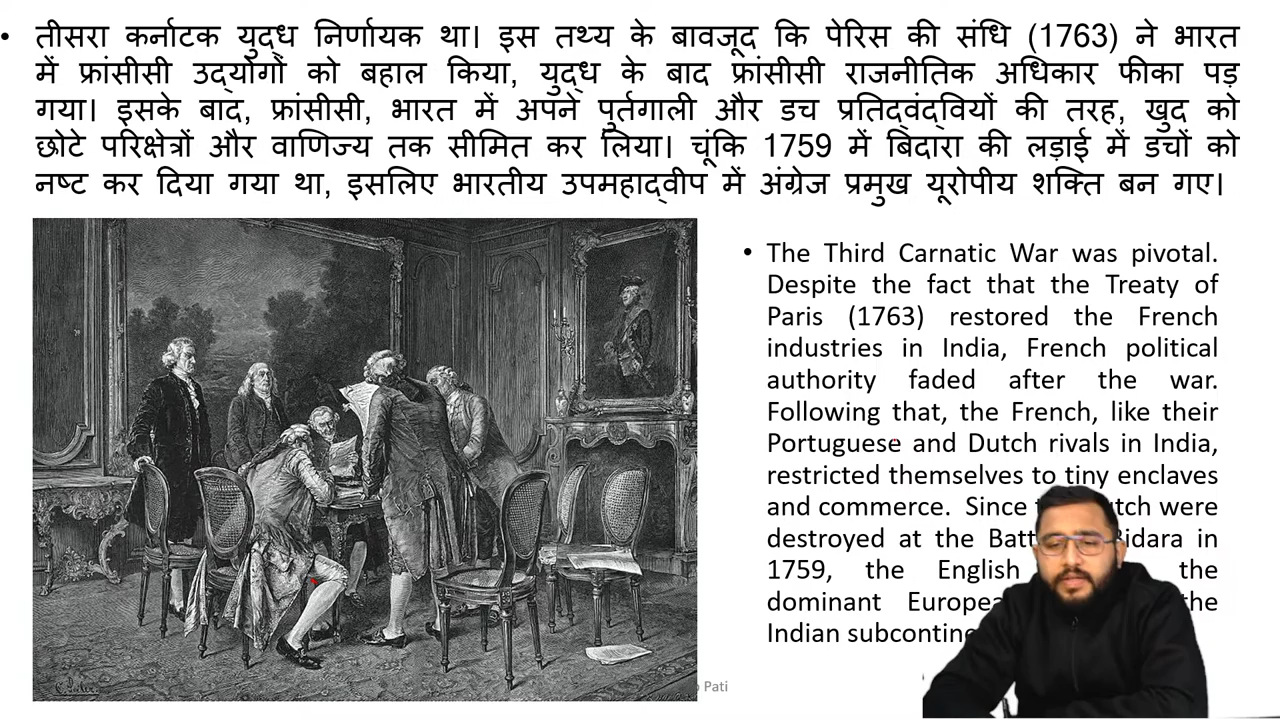 • तीसरा कर्नाटक युद्ध निर्णायक था। इस तथ्य के बावजूद कि पेरिस की संधि (1763) ने भारत
में फ्रांसीसी उद्योगों को बहाल किया, युद्ध के बाद फ्रांसीसी राजनीतिक अधिकार फीका पड़
गया। इसके बाद, फ्रांसीसी, भारत में अपने पुर्तगाली और डच प्रतिद्वंद्वियों की तरह, खुद को
छोटे परिक्षेत्रों और वाणिज्य तक सीमित कर लिया। चूंकि 1759 में बिदारा की लड़ाई में डचों को
नष्ट कर दिया गया था, इसलिए भारतीय उपमहाद्वीप में अंग्रेज प्रमुख यूरोपीय शक्ति बन गए।
• The Third Carnatic War was pivotal.
Despite the fact that the Treaty of
Paris (1763) restored the French
industries in India, French political
authority faded after the war.
Following that, the French, like their
Portuguese and Dutch rivals in India,
restricted themselves to tiny enclaves
and commerce. Since were
destroyed at the Bidara in
1759, the English the
dominant the
Indian
Pati